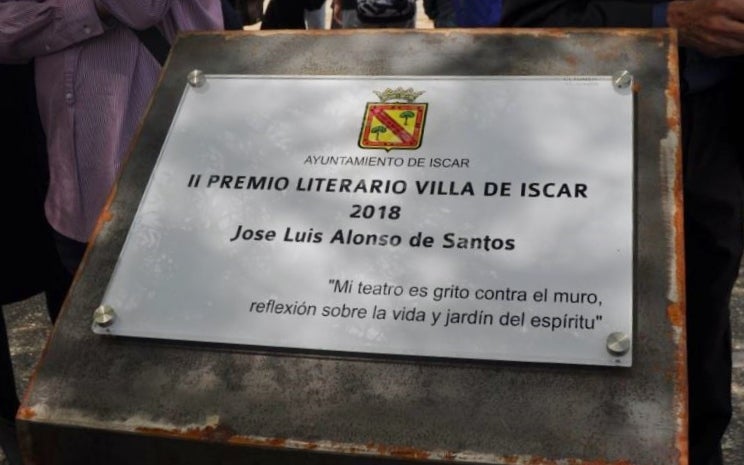 AYUNTAMIENTO DE ISCAR
II PREMIO LITERARIO VILLA DE ISCAR
2018
Jose Luis Alonso de Santos
"Mi teatro es grito contra el muro,
reflexión sobre la vida y jardín del espíritu"